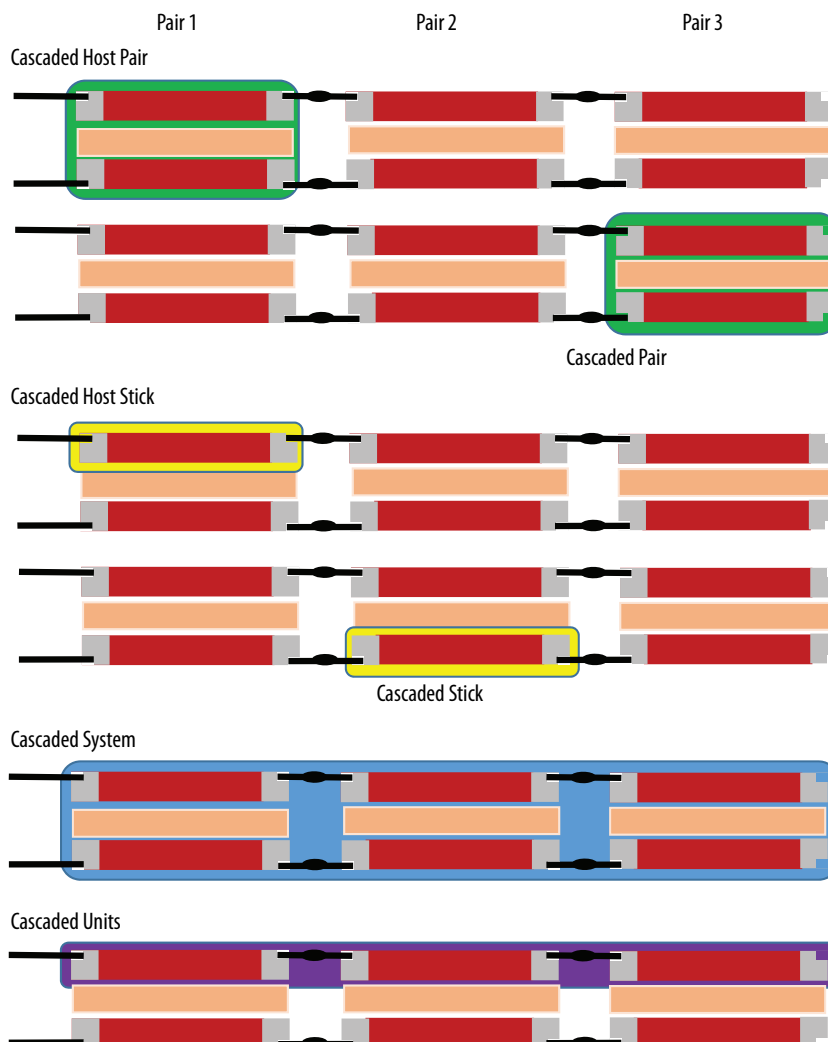 Pair 1
Pair 2
Pair 3
Cascaded Host Pair
Cascaded Pair
Cascaded Host Stick
Cascaded Stick
Cascaded System
Cascaded Units